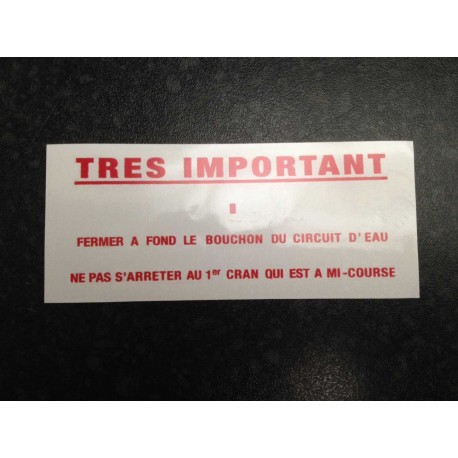 TRES IMPORTANT
FERMER A FOND LE BOUCHON DU CIRCUIT D'EAU
NE PAS S'ARRETER AU 1er CRAN QUI EST A MI-COURSE